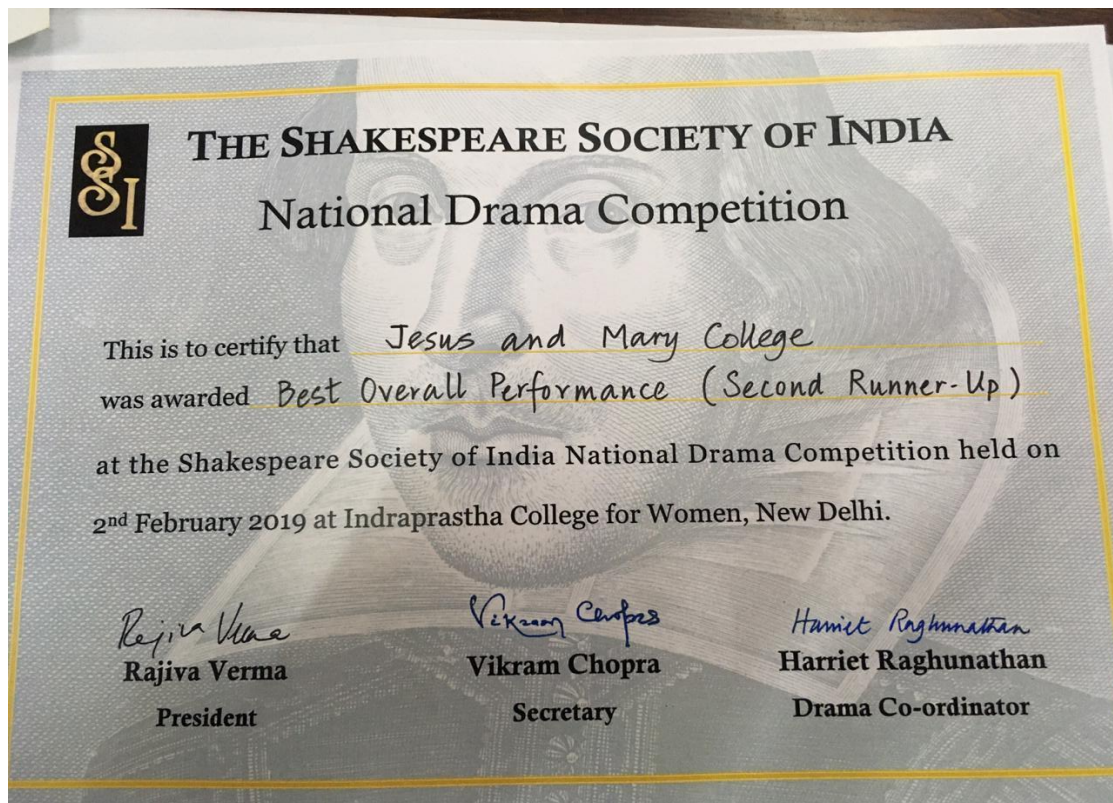 SSI
THE SHAKESPEARE SOCIETY OF INDIA
National Drama Competition
This is to certify that Jesus and Mary College
was awarded Best Overall Performance (Second Runner-Up)
at the Shakespeare Society of India National Drama Competition held on
2nd February 2019 at Indraprastha College for Women, New Delhi.
Rajiva Verma Vikram Chopra Harriet Raghunathan
Rajiva Verma Vikram Chopra Harriet Raghunathan
President Secretary Drama Co-ordinator